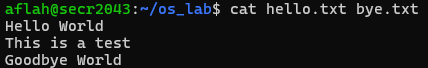 aflah@secr2043:~/os_lab$ cat hello.txt bye.txt
Hello World
This is a test
Goodbye World